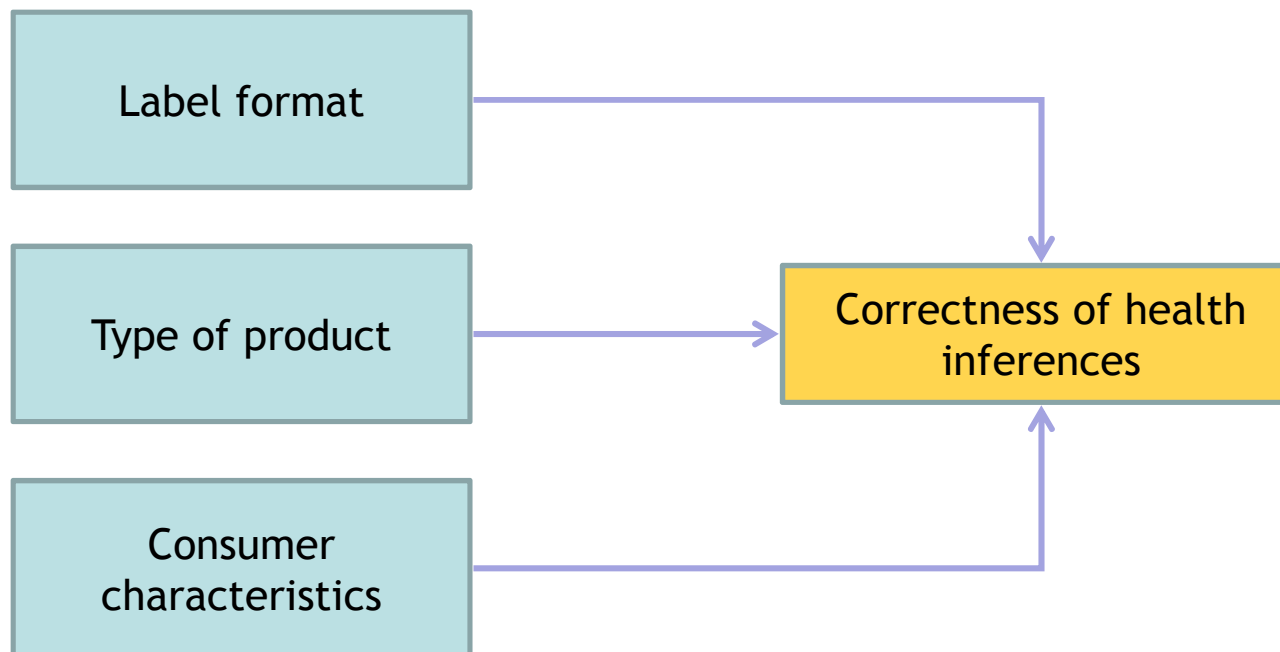 Label format
Type of product
Correctness of health
inferences
Consumer
characteristics